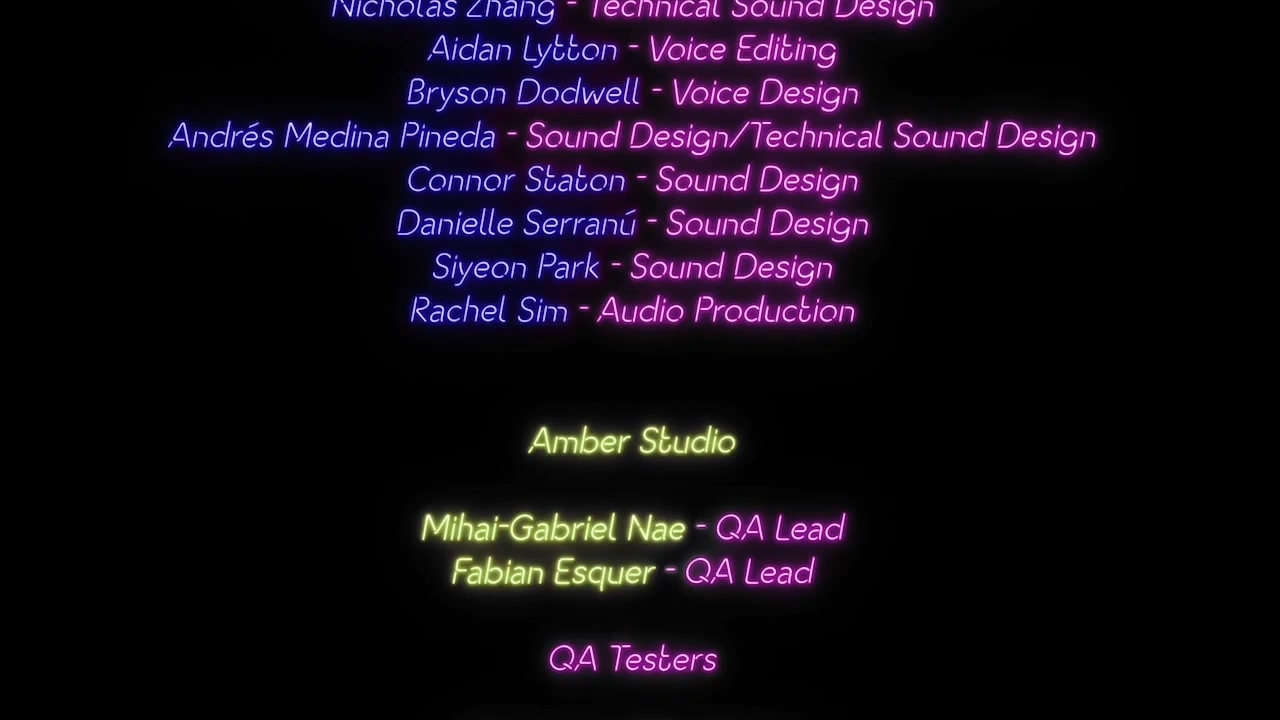 Nicholas Zhang - Technical Sound Design
Aidan Lytton - Voice Editing
Bryson Dodwell - Voice Design
Andrés Medina Pineda - Sound Design/Technical Sound Design
Connor Staton - Sound Design
Danielle Serranú - Sound Design
Siyeon Park - Sound Design
Rachel Sim - Audio Production
Amber Studio
Mihai-Gabriel Nae - QA Lead
Fabian Esquer - QA Lead
QA Testers